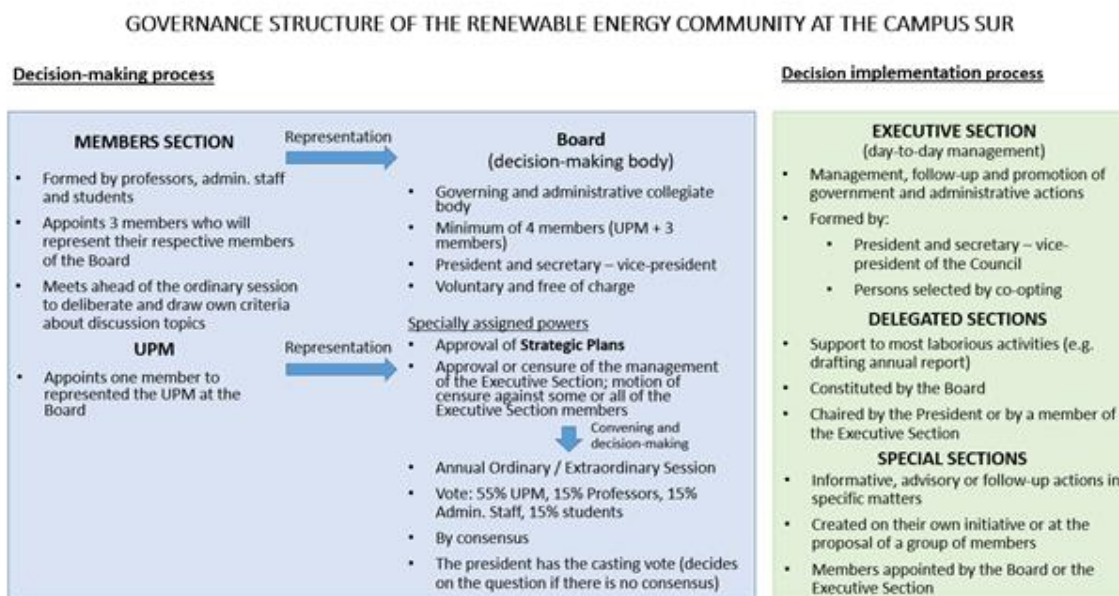 GOVERNANCE STRUCTURE OF THE RENEWABLE ENERGY COMMUNITY AT THE CAMPUS SUR
Decision-making process
MEMBERS SECTION
• Formed by professors, admin. staff
and students
• Appoints 3 members who will
represent their respective members
of the Board
• Meets ahead of the ordinary session
to deliberate and draw own criteria
about discussion topics
UPM
• Appoints one member to
represented the UPM at the
Board
Representation
Representation
Board
(decision-making body)
• Governing and administrative collegiate
body
• Minimum of 4 members (UPM + 3
members)
• President and secretary – vice-president
• Voluntary and free of charge
Specially assigned powers
• Approval of Strategic Plans
• Approval or censure of the management
of the Executive Section; motion of
censure against some or all of the
Executive Section members
Convening and
decision-making
• Annual Ordinary / Extraordinary Session
• Vote: 55% UPM, 15% Professors, 15%
Admin. Staff, 15% students
• By consensus
• The president has the casting vote (decides
on the question if there is no consensus)
Decision implementation process
EXECUTIVE SECTION
(day-to-day management)
• Management, follow-up and promotion of
government and administrative actions
• Formed by:
• President and secretary – vice-
president of the Council
• Persons selected by co-opting
DELEGATED SECTIONS
• Support to most laborious activities (e.g.
drafting annual report)
• Constituted by the Board
• Chaired by the President or by a member of
the Executive Section
SPECIAL SECTIONS
• Informative, advisory or follow-up actions in
specific matters
• Created on their own initiative or at the
proposal of a group of members
• Members appointed by the Board or the
Executive Section